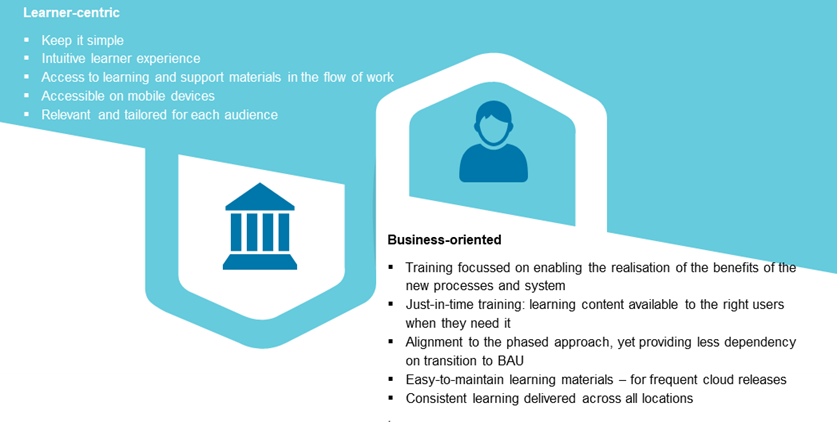 Learner-centric
▪ Keep it simple
▪ Intuitive learner experience
▪ Access to learning and support materials in the flow of work
▪ Accessible on mobile devices
▪ Relevant and tailored for each audience
Business-oriented
▪ Training focussed on enabling the realisation of the benefits of the
new processes and system
▪ Just-in-time training: learning content available to the right users
when they need it
▪ Alignment to the phased approach, yet providing less dependency
on transition to BAU
▪ Easy-to-maintain learning materials – for frequent cloud releases
▪ Consistent learning delivered across all locations
.